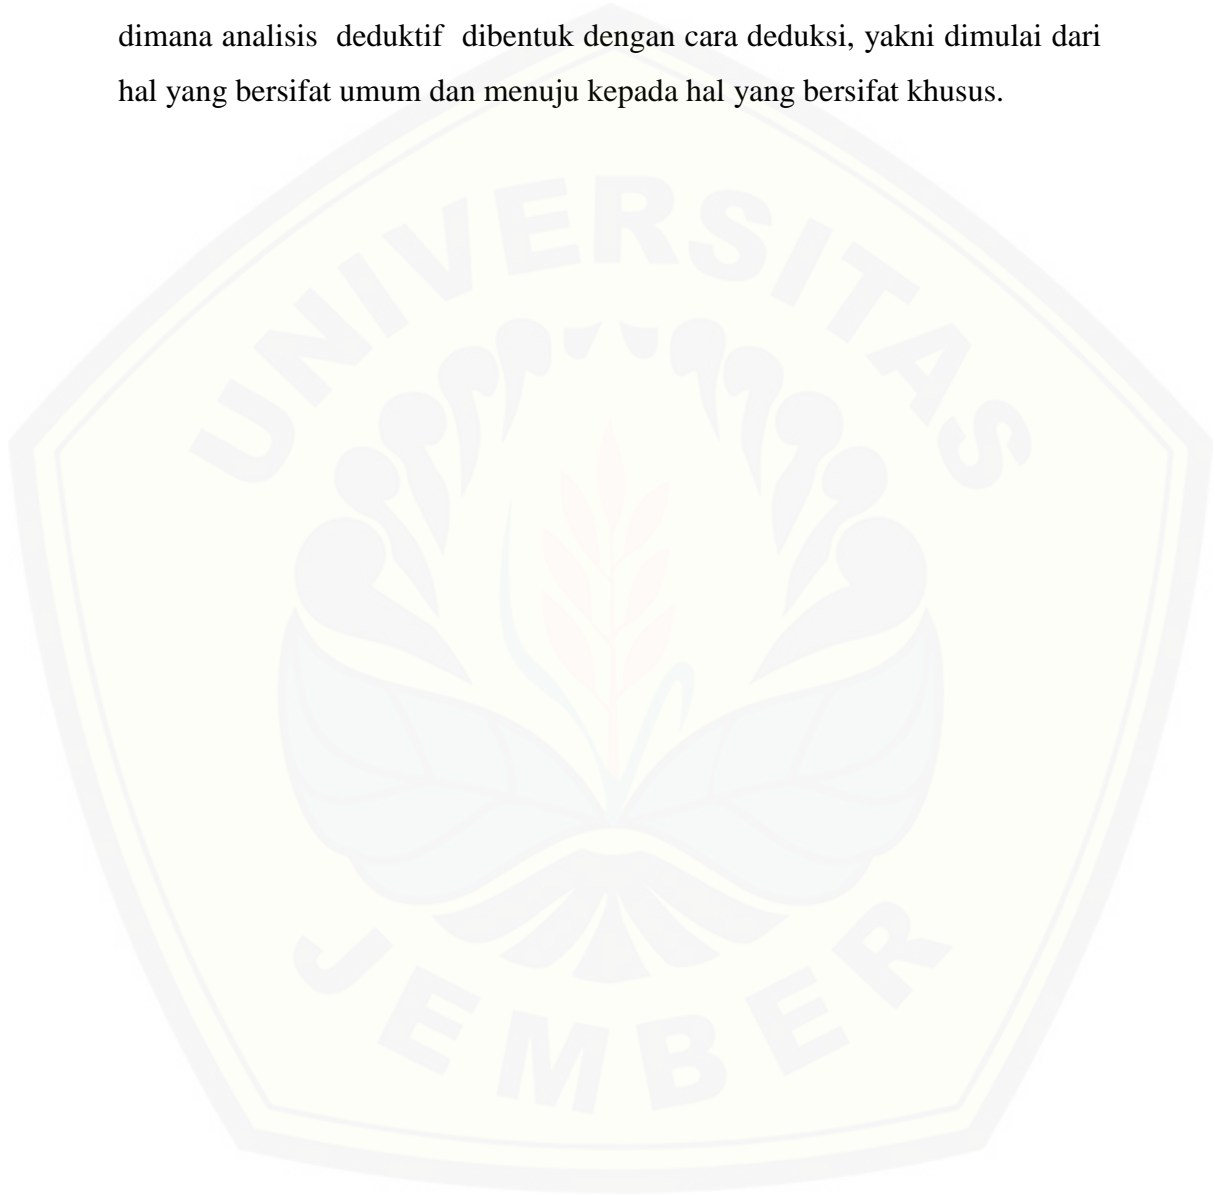 dimana analisis  deduktif  dibentuk dengan cara deduksi, yakni dimulai dari
hal yang bersifat umum dan menuju kepada hal yang bersifat khusus.
UNIVERSITAS
JEMBER